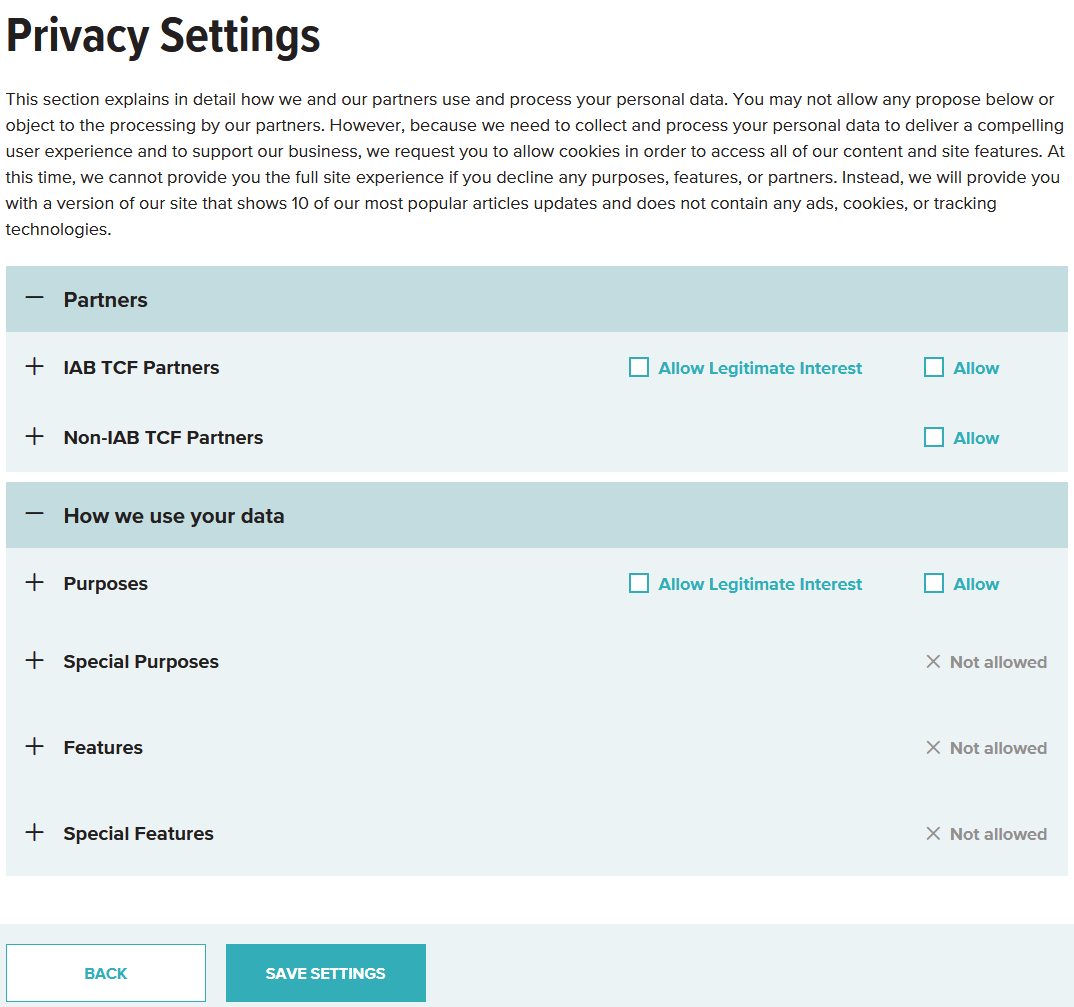 Privacy Settings
This section explains in detail how we and our partners use and process your personal data. You may not allow any propose below or
object to the processing by our partners. However, because we need to collect and process your personal data to deliver a compelling
user experience and to support our business, we request you to allow cookies in order to access all of our content and site features. At
this time, we cannot provide you the full site experience if you decline any purposes, features, or partners. Instead, we will provide you
with a version of our site that shows 10 of our most popular articles updates and does not contain any ads, cookies, or tracking
technologies.
Partners
IAB TCF Partners Allow Legitimate Interest Allow
Non-IAB TCF Partners Allow
How we use your data
Purposes Allow Legitimate Interest Allow
Special Purposes Not allowed
Features Not allowed
Special Features Not allowed
BACK SAVE SETTINGS